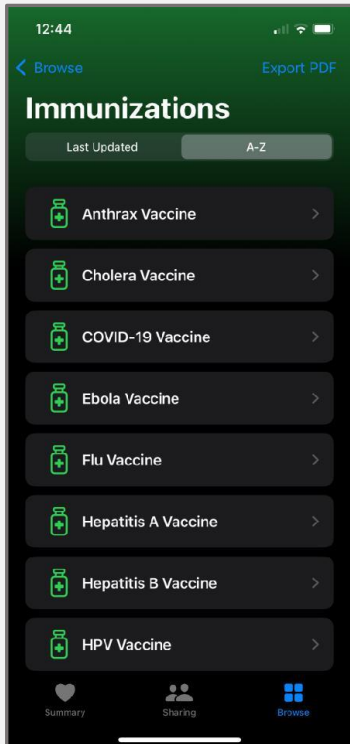 12:44
Browse
Export PDF
Immunizations
Last Updated
A-Z
Anthrax Vaccine
Cholera Vaccine
COVID-19 Vaccine
Ebola Vaccine
Flu Vaccine
Hepatitis A Vaccine
Hepatitis B Vaccine
HPV Vaccine
Summary
Sharing
Browse